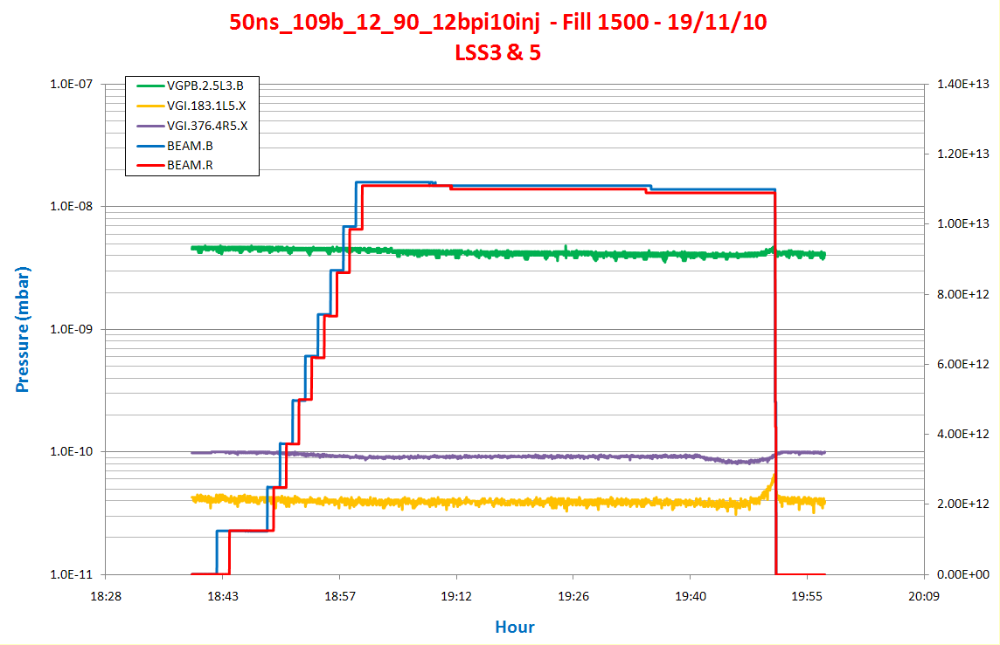 50ns_109b_12_90_12bpi10inj - Fill 1500 - 19/11/10
LSS3 & 5
VGPB.2.5L3.B
VGI.183.1L5.X
VGI.376.4R5.X
BEAM.B
BEAM.R
Pressure (mbar)
1.0E-07
1.0E-08
1.0E-09
1.0E-10
1.0E-11
1.40E+13
1.20E+13
1.00E+13
8.00E+12
6.00E+12
4.00E+12
2.00E+12
0.00E+00
18:28
18:43
18:57
19:12
19:26
19:40
19:55
20:09
Hour